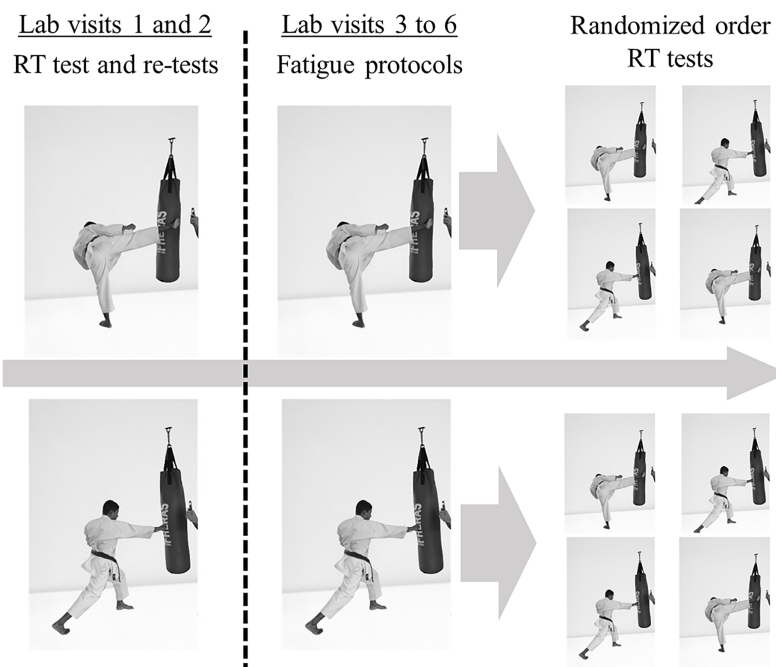 Lab visits 1 and 2
RT test and re-tests
Lab visits 3 to 6
Fatigue protocols
Randomized order
RT tests